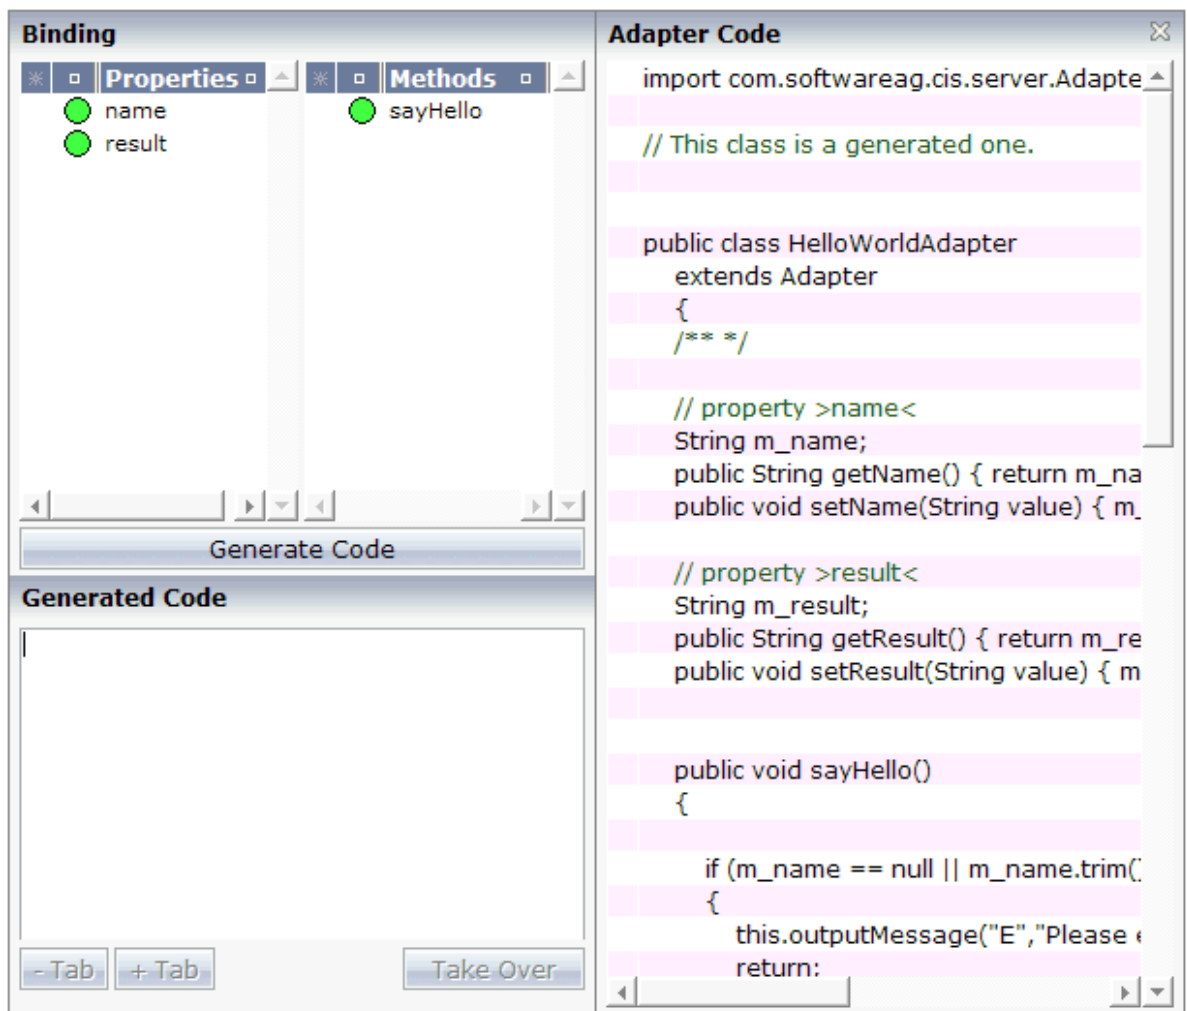 Binding
Properties
Methods
name
sayHello
result
Generate Code
Generated Code
- Tab
+ Tab
Take Over
Adapter Code
import com.softwareag.cis.server.Adapte
// This class is a generated one.
public class HelloWorldAdapter
extends Adapter
{
/** */
// property >name<
String m_name;
public String getName() { return m_na
public void setName(String value) { m_
// property >result<
String m_result;
public String getResult() { return m_re
public void setResult(String value) { m
public void sayHello()
{
if (m_name == null || m_name.trim(
{
this.outputMessage("E","Please e
return;